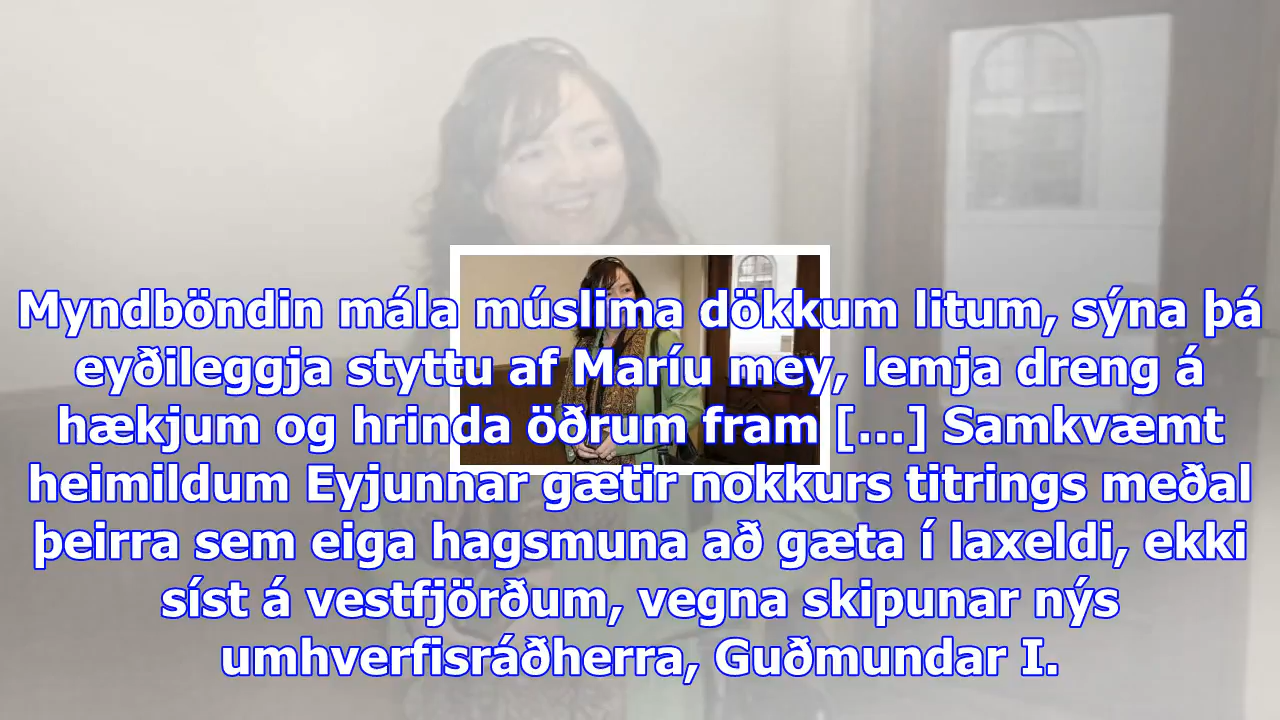 Myndböndin mála múslima dökkum litum, sýna þá
eyðileggja styttu af Maríu mey, lemja dreng á
hækjum og hrinda öðrum fram [...] Samkvæmt
heimildum Eyjunnar gætir nokkurs titrings meðal
þeirra sem eiga hagsmuna að gæta í laxeldi, ekki
síst á vestfjörðum, vegna skipunar nýs
umhverfisráðherra, Guðmundar I.